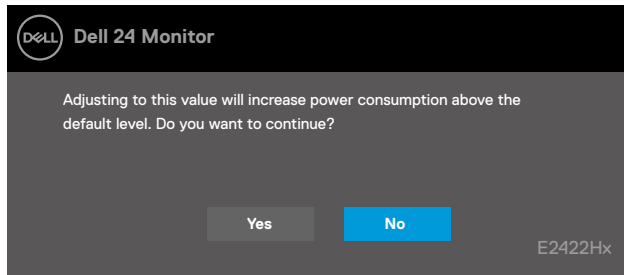 DELL Dell 24 Monitor
Adjusting to this value will increase power consumption above the
default level. Do you want to continue?
Yes No
E2422Hx